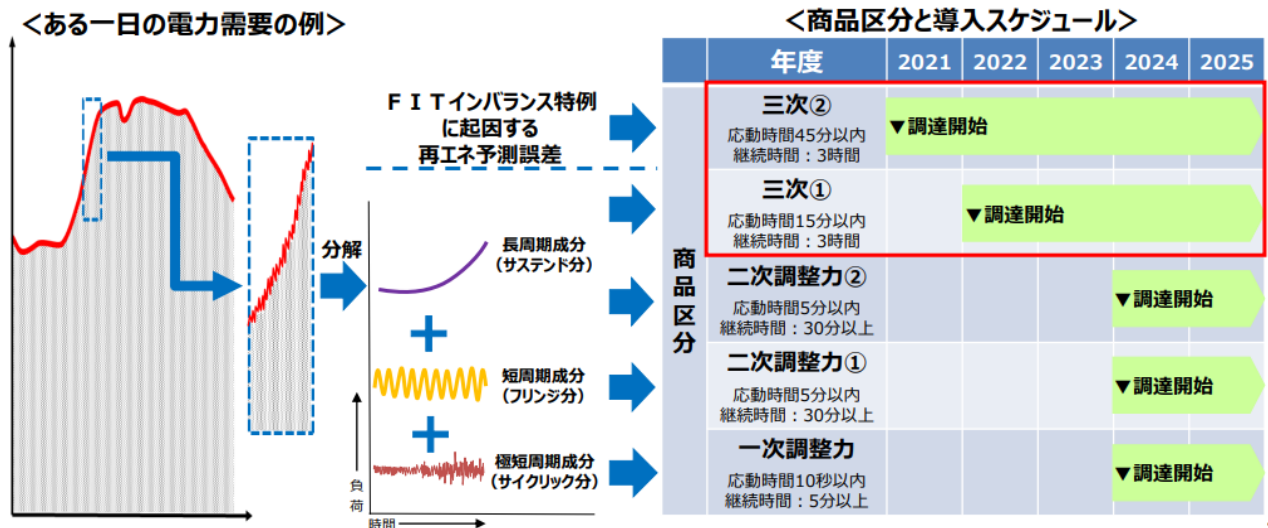 ＜ある一日の電力需要の例＞
分解
ＦＩＴインバランス特例
に起因する
再エネ予測誤差
長周期成分
（サステンド分）
短周期成分
（フリンジ分）
極短周期成分
（サイクリック分）
負荷
時間
＜商品区分と導入スケジュール＞
年度 2021 2022 2023 2024 2025
商品区分
三次②
応動時間45分以内
継続時間：3時間
▼調達開始
三次①
応動時間15分以内
継続時間：3時間
▼調達開始
二次調整力②
応動時間5分以内
継続時間：30分以上
▼調達開始
二次調整力①
応動時間5分以内
継続時間：30分以上
▼調達開始
一次調整力
応動時間10秒以内
継続時間：5分以上
▼調達開始